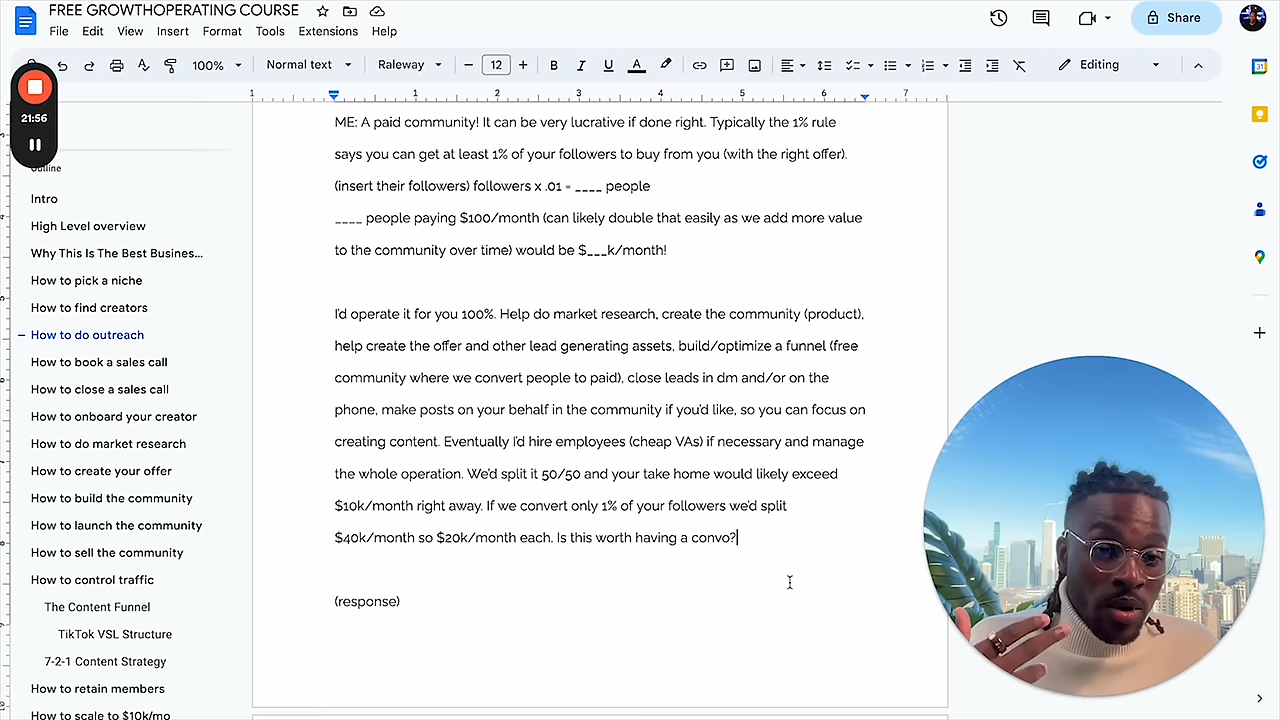 FREE GROWTHOPERATING COURSE
File Edit View Insert Format Tools Extensions Help
Share
100% Normal text Raleway 12 B I U A Editing
21:56
1 1 2 3 4 5 6 7
Outline
Intro
High Level overview
Why This Is The Best Busines...
How to pick a niche
How to find creators
How to do outreach
How to book a sales call
How to close a sales call
How to onboard your creator
How to do market research
How to create your offer
How to build the community
How to launch the community
How to sell the community
How to control traffic
The Content Funnel
TikTok VSL Structure
7-2-1 Content Strategy
How to retain members
How to scale to $10k/mo
ME: A paid community! It can be very lucrative if done right. Typically the 1% rule
says you can get at least 1% of your followers to buy from you (with the right offer).
(insert their followers) followers x .01 = ____ people
____ people paying $100/month (can likely double that easily as we add more value
to the community over time) would be $___k/month!
I'd operate it for you 100%. Help do market research, create the community (product),
help create the offer and other lead generating assets, build/optimize a funnel (free
community where we convert people to paid), close leads in dm and/or on the
phone, make posts on your behalf in the community if you'd like, so you can focus on
creating content. Eventually I'd hire employees (cheap VAs) if necessary and manage
the whole operation. We'd split it 50/50 and your take home would likely exceed
$10k/month right away. If we convert only 1% of your followers we'd split
$40k/month so $20k/month each. Is this worth having a convo?
(response)